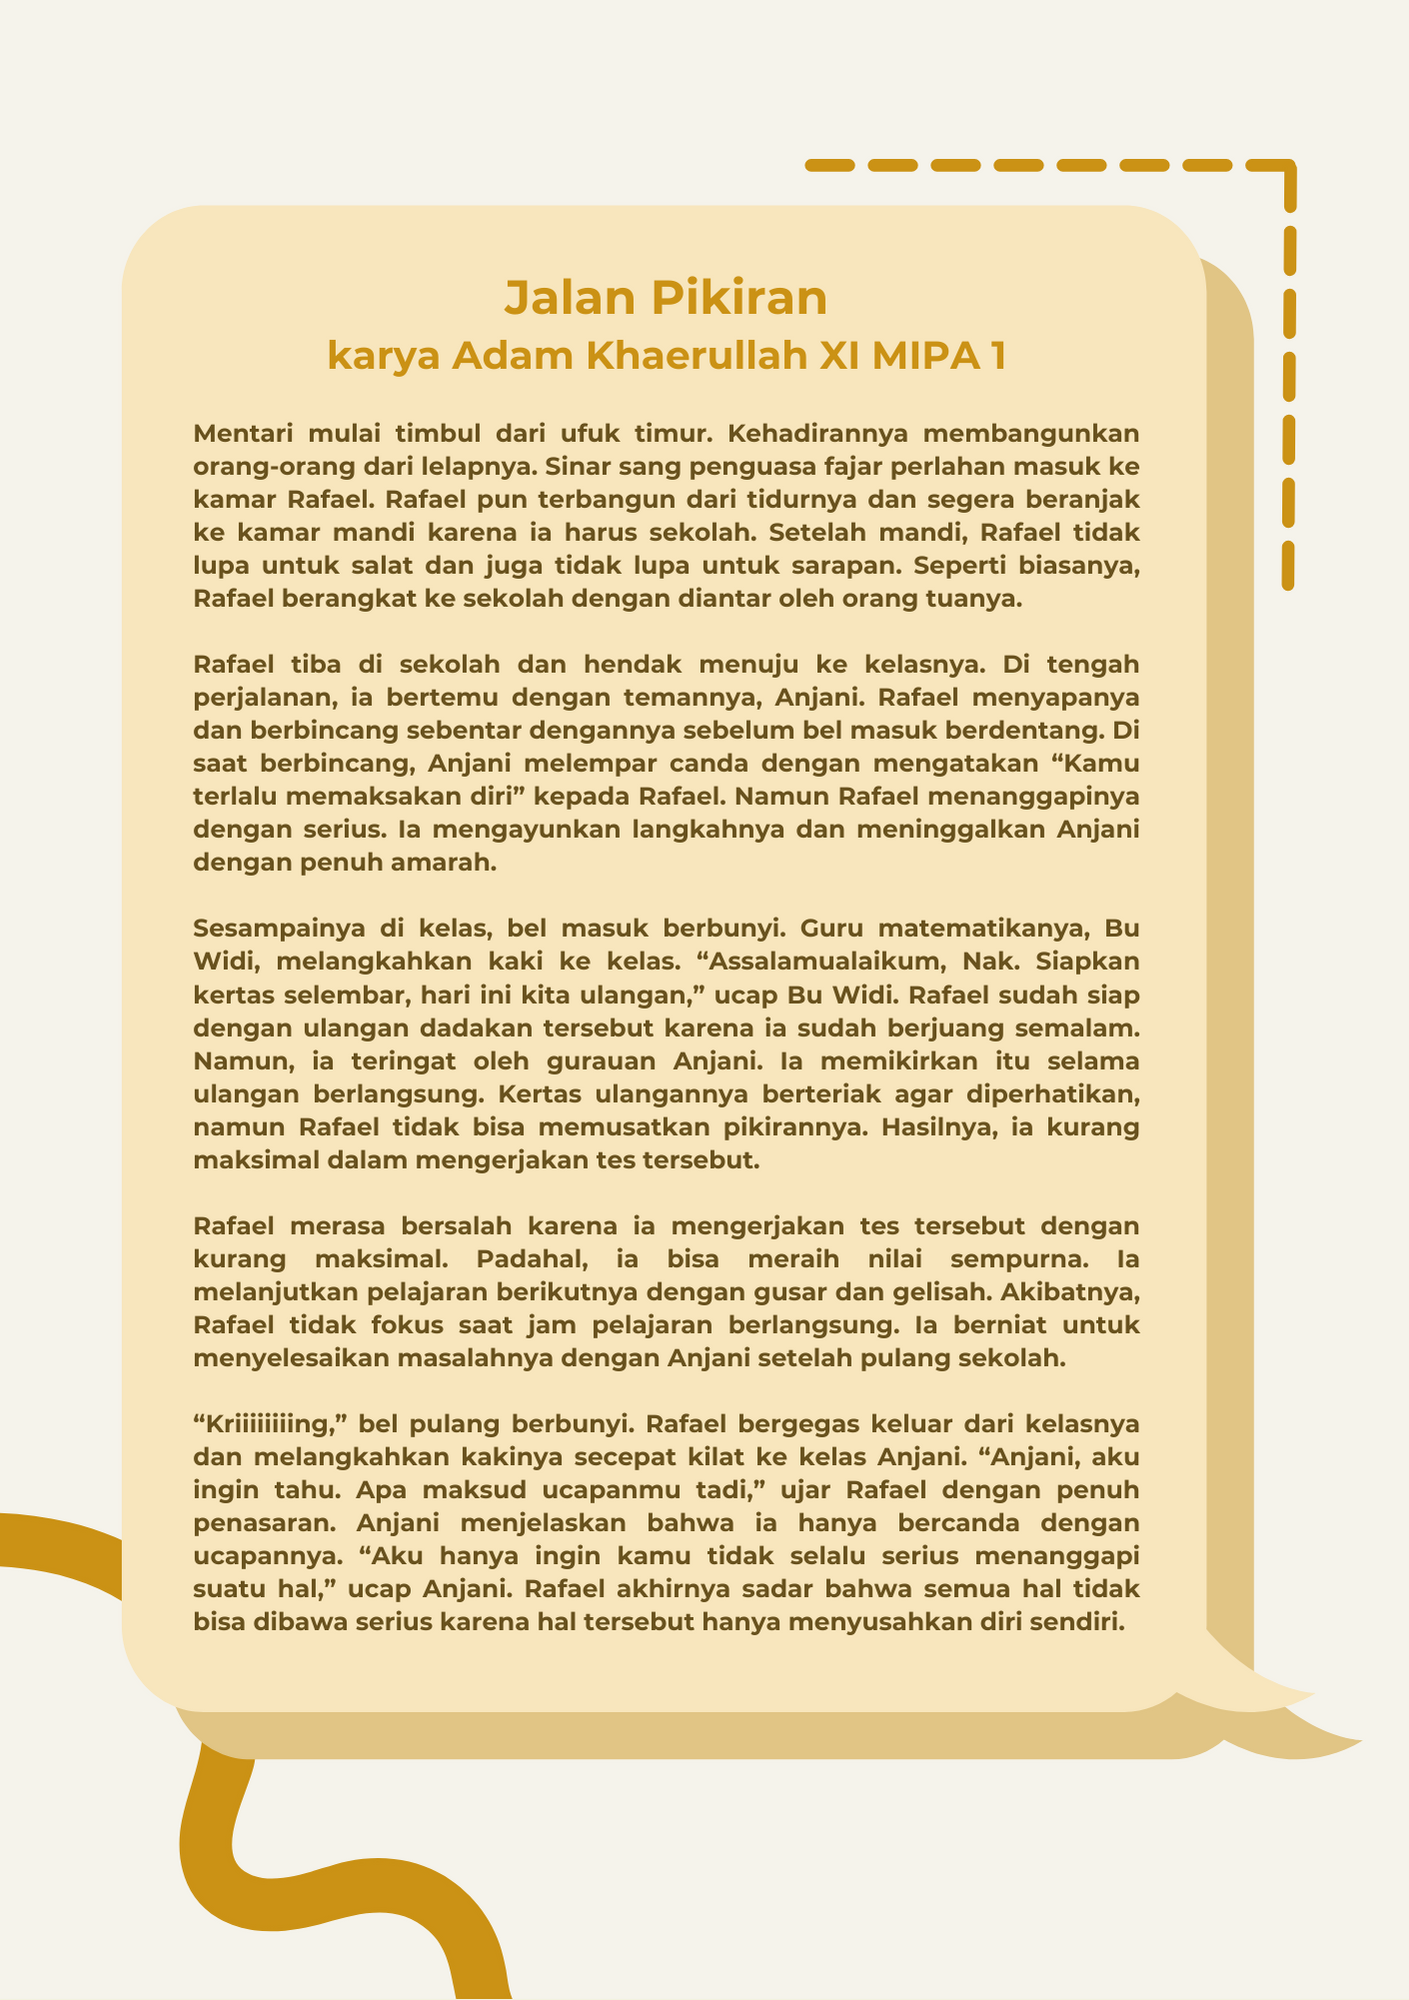 Jalan Pikiran
karya Adam Khaerullah XI MIPA 1
Mentari mulai timbul dari ufuk timur. Kehadirannya membangunkan
orang-orang dari lelapnya. Sinar sang penguasa fajar perlahan masuk ke
kamar Rafael. Rafael pun terbangun dari tidurnya dan segera beranjak
ke kamar mandi karena ia harus sekolah. Setelah mandi, Rafael tidak
lupa untuk salat dan juga tidak lupa untuk sarapan. Seperti biasanya,
Rafael berangkat ke sekolah dengan diantar oleh orang tuanya.
Rafael tiba di sekolah dan hendak menuju ke kelasnya. Di tengah
perjalanan, ia bertemu dengan temannya, Anjani. Rafael menyapanya
dan berbincang sebentar dengannya sebelum bel masuk berdentang. Di
saat berbincang, Anjani melempar canda dengan mengatakan “Kamu
terlalu memaksakan diri” kepada Rafael. Namun Rafael menanggapinya
dengan serius. Ia mengayunkan langkahnya dan meninggalkan Anjani
dengan penuh amarah.
Sesampainya di kelas, bel masuk berbunyi. Guru matematikanya, Bu
Widi, melangkahkan kaki ke kelas. “Assalamualaikum, Nak. Siapkan
kertas selembar, hari ini kita ulangan,” ucap Bu Widi. Rafael sudah siap
dengan ulangan dadakan tersebut karena ia sudah berjuang semalam.
Namun, ia teringat oleh gurauan Anjani. Ia memikirkan itu selama
ulangan berlangsung. Kertas ulangannya berteriak agar diperhatikan,
namun Rafael tidak bisa memusatkan pikirannya. Hasilnya, ia kurang
maksimal dalam mengerjakan tes tersebut.
Rafael merasa bersalah karena ia mengerjakan tes tersebut dengan
kurang maksimal. Padahal, ia bisa meraih nilai sempurna. Ia
melanjutkan pelajaran berikutnya dengan gusar dan gelisah. Akibatnya,
Rafael tidak fokus saat jam pelajaran berlangsung. Ia berniat untuk
menyelesaikan masalahnya dengan Anjani setelah pulang sekolah.
“Kriiiiiiiing,” bel pulang berbunyi. Rafael bergegas keluar dari kelasnya
dan melangkahkan kakinya secepat kilat ke kelas Anjani. “Anjani, aku
ingin tahu. Apa maksud ucapanmu tadi,” ujar Rafael dengan penuh
penasaran. Anjani menjelaskan bahwa ia hanya bercanda dengan
ucapannya. “Aku hanya ingin kamu tidak selalu serius menanggapi
suatu hal,” ucap Anjani. Rafael akhirnya sadar bahwa semua hal tidak
bisa dibawa serius karena hal tersebut hanya menyusahkan diri sendiri.